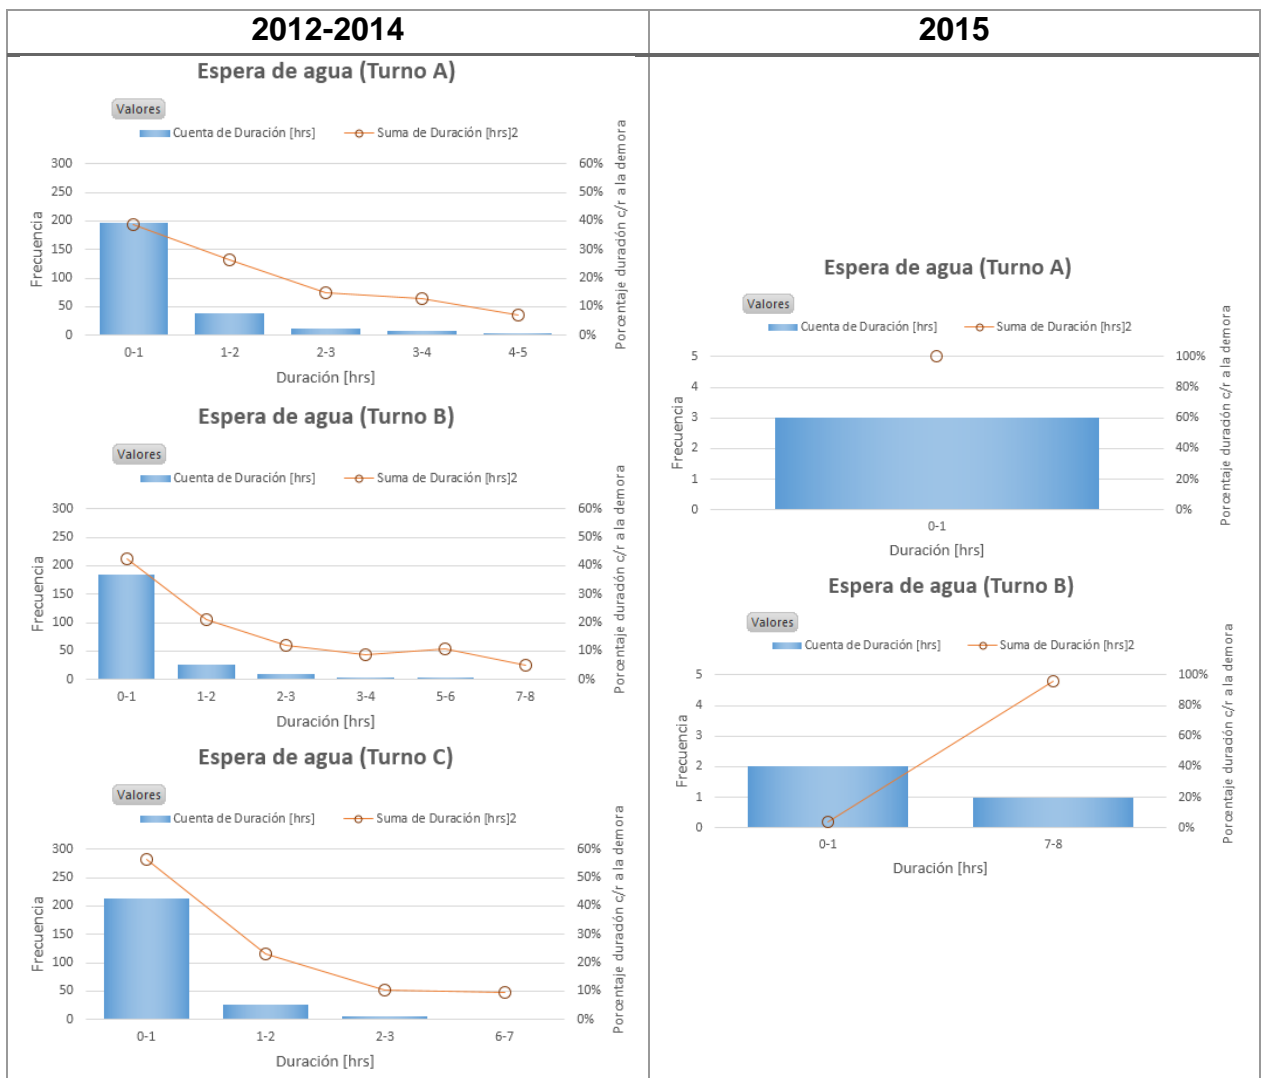 2012-2014
2015
Espera de agua (Turno A)
Valores
Cuenta de Duración [hrs]
Suma de Duración [hrs]2
300
250
200
150
100
50
0
60%
50%
40%
30%
20%
10%
0%
Frecuencia
Porcentaje duración c/r a la demora
0-1 1-2 2-3 3-4 4-5
Duración [hrs]
Espera de agua (Turno B)
Valores
Cuenta de Duración [hrs]
Suma de Duración [hrs]2
300
250
200
150
100
50
0
60%
50%
40%
30%
20%
10%
0%
Frecuencia
Porcentaje duración c/r a la demora
0-1 1-2 2-3 3-4 5-6 7-8
Duración [hrs]
Espera de agua (Turno C)
Valores
Cuenta de Duración [hrs]
Suma de Duración [hrs]2
300
250
200
150
100
50
0
60%
50%
40%
30%
20%
10%
0%
Frecuencia
Porcentaje duración c/r a la demora
0-1 1-2 2-3 6-7
Duración [hrs]
Espera de agua (Turno A)
Valores
Cuenta de Duración [hrs]
Suma de Duración [hrs]2
5
4
3
2
1
0
100%
80%
60%
40%
20%
0%
Frecuencia
Porcentaje duración c/r a la demora
0-1
Duración [hrs]
Espera de agua (Turno B)
Valores
Cuenta de Duración [hrs]
Suma de Duración [hrs]2
5
4
3
2
1
0
100%
80%
60%
40%
20%
0%
Frecuencia
Porcentaje duración c/r a la demora
0-1 7-8
Duración [hrs]